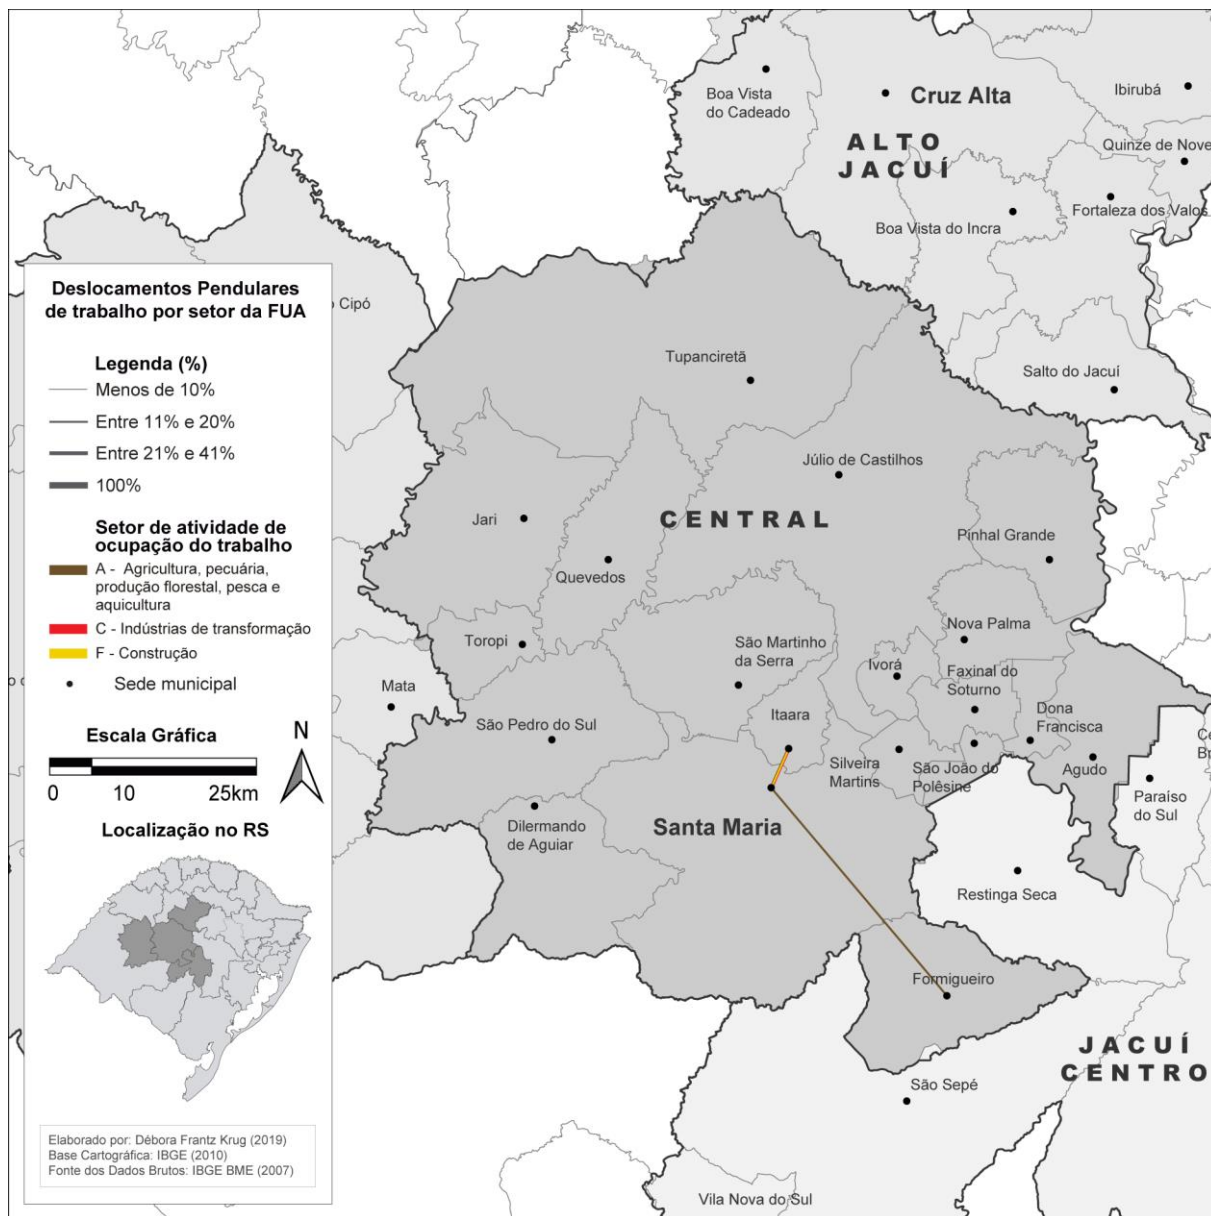 Boa Vista
do Cadeado
Cruz Alta
Ibirubá
ALTO
JACUÍ
Quinze de Nove
Fortaleza dos Valos
Boa Vista do Incra
Cipó
Salto do Jacuí
Tupanciretã
Júlio de Castilhos
Jari
CENTRAL
Pinhal Grande
Quevedos
Nova Palma
Toropi
São Martinho
da Serra
Ivorá
Faxinal do
Soturno
Mata
Itaara
Dona
Francisca
São Pedro do Sul
Silveira
Martins
São João do
Polêsine
Agudo
Paraíso
do Sul
Ce
Br
Dilermando
de Aguiar
Santa Maria
Restinga Seca
Formigueiro
JACUÍ
CENTRO
São Sepé
Vila Nova do Sul
Deslocamentos Pendulares
de trabalho por setor da FUA
Legenda (%)
Menos de 10%
Entre 11% e 20%
Entre 21% e 41%
100%
Setor de atividade de
ocupação do trabalho
A - Agricultura, pecuária,
produção florestal, pesca e
aquicultura
C - Indústrias de transformação
F - Construção
Sede municipal
Escala Gráfica
N
0 10 25km
Localização no RS
Elaborado por: Débora Frantz Krug (2019)
Base Cartográfica: IBGE (2010)
Fonte dos Dados Brutos: IBGE BME (2007)